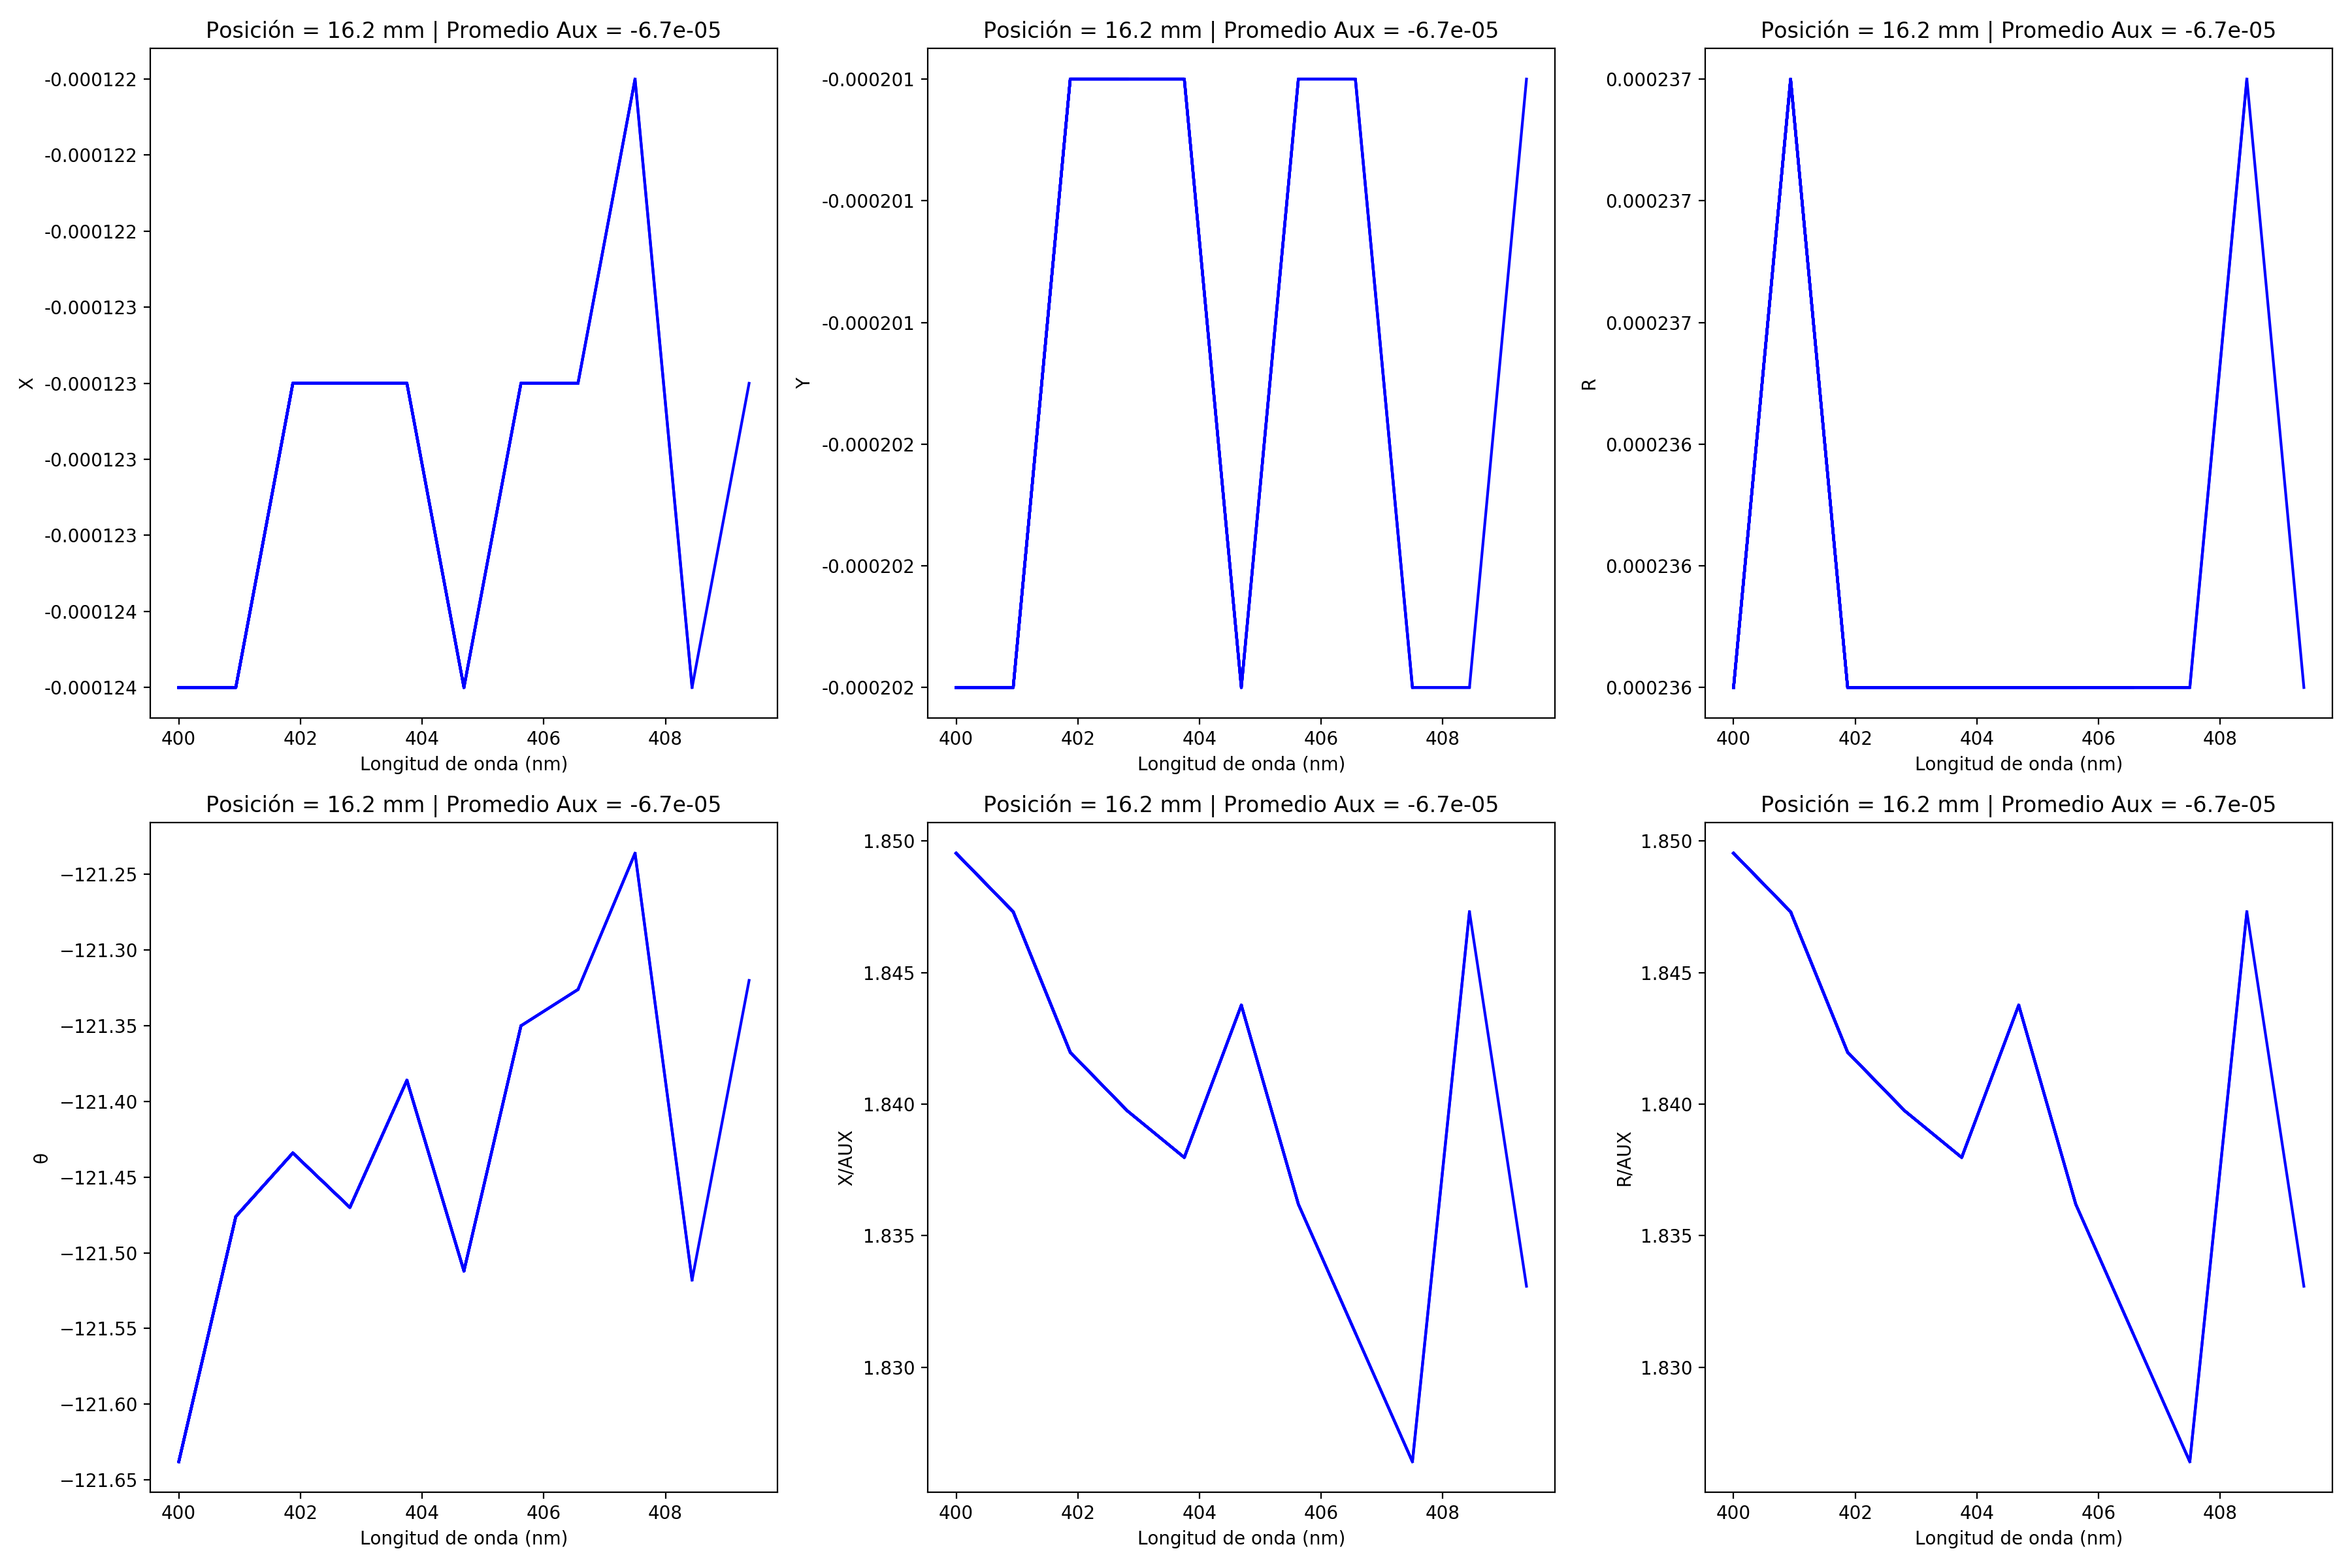 Posición = 16.2 mm | Promedio Aux = -6.7e-05
-0.000122
-0.000122
-0.000122
-0.000123
-0.000123
-0.000123
-0.000123
-0.000124
-0.000124
X
400 402 404 406 408
Longitud de onda (nm)
Posición = 16.2 mm | Promedio Aux = -6.7e-05
-0.000201
-0.000201
-0.000201
-0.000202
-0.000202
-0.000202
Y
400 402 404 406 408
Longitud de onda (nm)
Posición = 16.2 mm | Promedio Aux = -6.7e-05
0.000237
0.000237
0.000237
0.000236
0.000236
0.000236
R
400 402 404 406 408
Longitud de onda (nm)
Posición = 16.2 mm | Promedio Aux = -6.7e-05
−121.25
−121.30
−121.35
−121.40
−121.45
−121.50
−121.55
−121.60
−121.65
θ
400 402 404 406 408
Longitud de onda (nm)
Posición = 16.2 mm | Promedio Aux = -6.7e-05
1.850
1.845
1.840
1.835
1.830
X/AUX
400 402 404 406 408
Longitud de onda (nm)
Posición = 16.2 mm | Promedio Aux = -6.7e-05
1.850
1.845
1.840
1.835
1.830
R/AUX
400 402 404 406 408
Longitud de onda (nm)